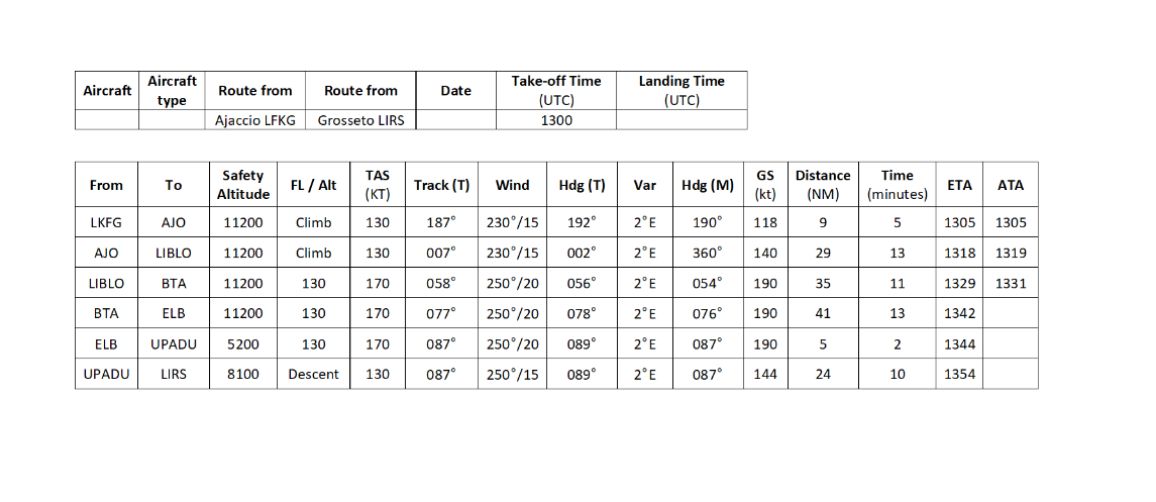 Aircraft Aircraft type Route from Route from Date Take-off Time (UTC) Landing Time (UTC)
Ajaccio LFKG Grosseto LIRS 1300
From To Safety Altitude FL / Alt TAS (KT) Track (T) Wind Hdg (T) Var Hdg (M) GS (kt) Distance (NM) Time (minutes) ETA ATA
LKFG AJO 11200 Climb 130 187° 230°/15 192° 2°E 190° 118 9 5 1305 1305
AJO LIBLO 11200 Climb 130 007° 230°/15 002° 2°E 360° 140 29 13 1318 1319
LIBLO BTA 11200 130 170 058° 250°/20 056° 2°E 054° 190 35 11 1329 1331
BTA ELB 11200 130 170 077° 250°/20 078° 2°E 076° 190 41 13 1342
ELB UPADU 5200 130 170 087° 250°/20 089° 2°E 087° 190 5 2 1344
UPADU LIRS 8100 Descent 130 087° 250°/15 089° 2°E 087° 144 24 10 1354